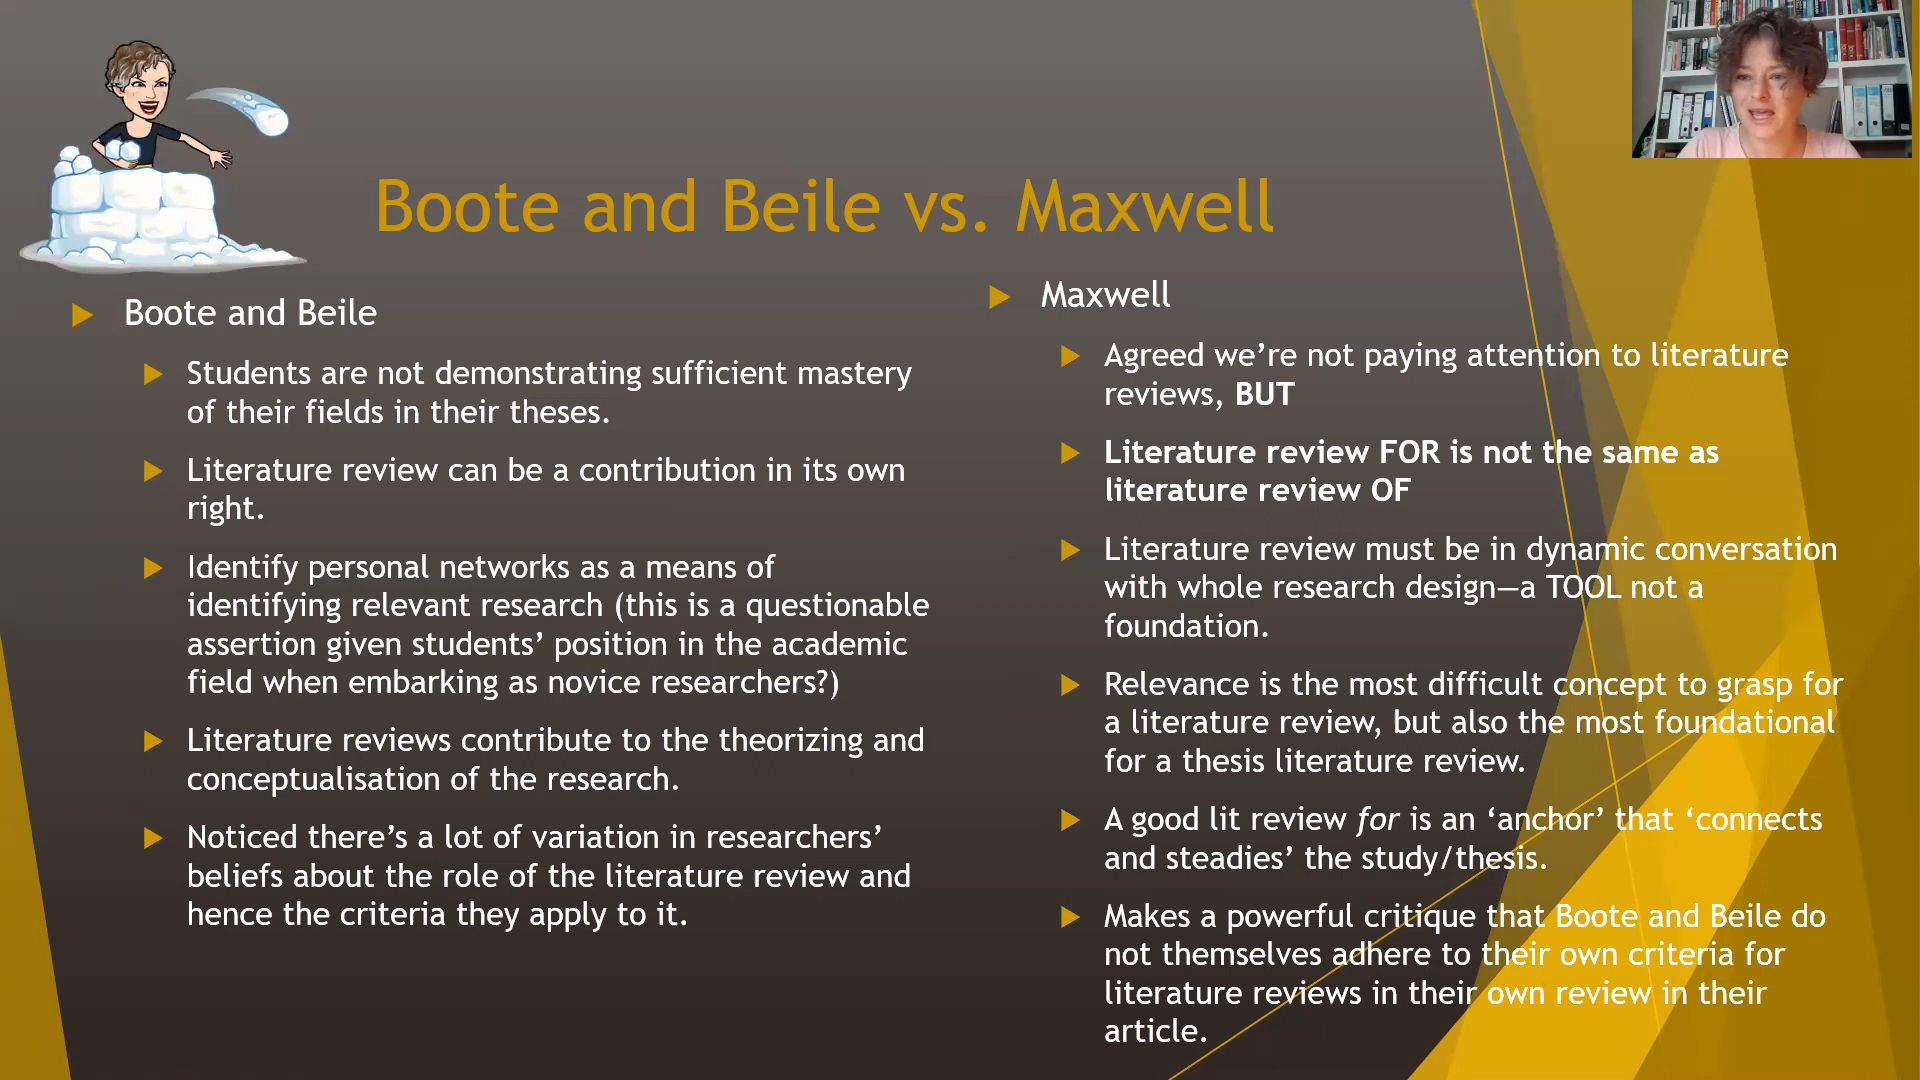 Boote and Beile vs. Maxwell
Boote and Beile
Students are not demonstrating sufficient mastery
of their fields in their theses.
Literature review can be a contribution in its own
right.
Identify personal networks as a means of
identifying relevant research (this is a questionable
assertion given students’ position in the academic
field when embarking as novice researchers?)
Literature reviews contribute to the theorizing and
conceptualisation of the research.
Noticed there’s a lot of variation in researchers’
beliefs about the role of the literature review and
hence the criteria they apply to it.
Maxwell
Agreed we’re not paying attention to literature
reviews, BUT
Literature review FOR is not the same as
literature review OF
Literature review must be in dynamic conversation
with whole research design—a TOOL not a
foundation.
Relevance is the most difficult concept to grasp for
a literature review, but also the most foundational
for a thesis literature review.
A good lit review for is an ‘anchor’ that ‘connects
and steadies’ the study/thesis.
Makes a powerful critique that Boote and Beile do
not themselves adhere to their own criteria for
literature reviews in their own review in their
article.